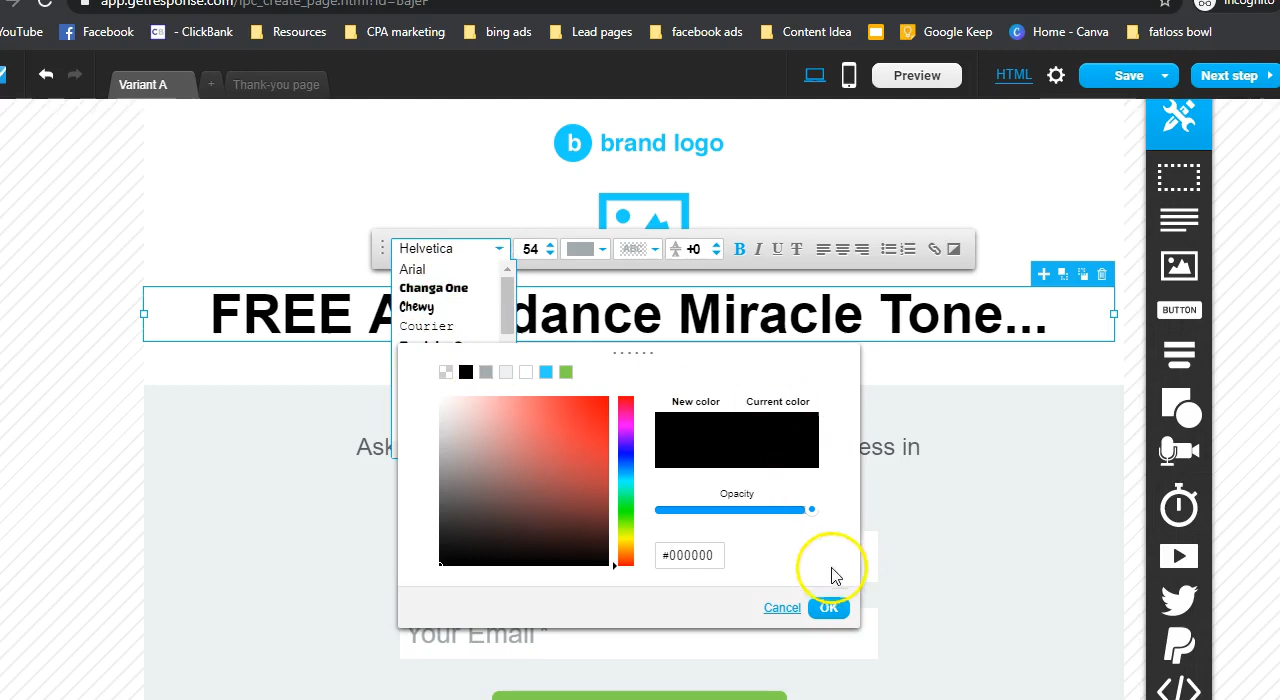 app.getresponse.com/lpc_create_page.html?id=BajeF
Incognito
YouTube Facebook - ClickBank Resources CPA marketing bing ads Lead pages facebook ads Content Idea Google Keep Home - Canva fatloss bowl
Variant A + Thank-you page Preview HTML Save Next step
b brand logo
Helvetica 54 ABC +0 B I U T
Arial
Changa One
Chewy
Courier
FREE A dance Miracle Tone...
New color Current color
Ask ess in
Opacity
#000000
BUTTON
Cancel OK
Your Email *